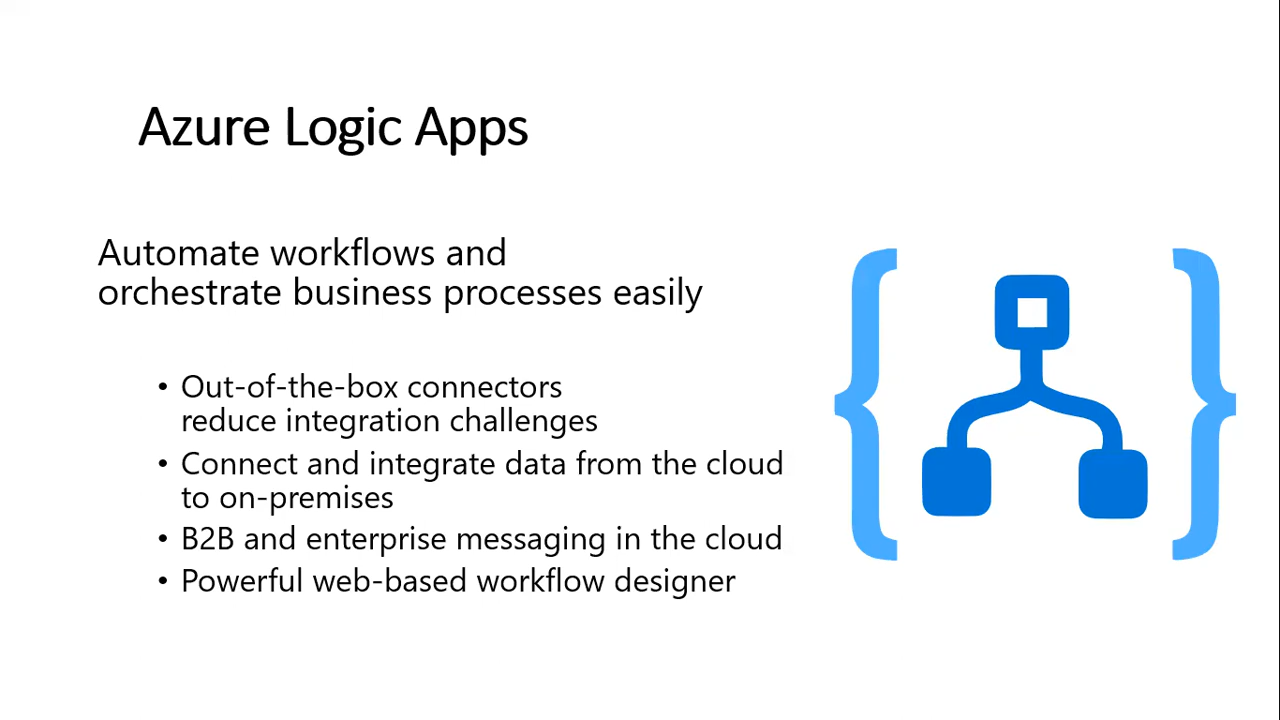 Azure Logic Apps
Automate workflows and
orchestrate business processes easily
• Out-of-the-box connectors
reduce integration challenges
• Connect and integrate data from the cloud
to on-premises
• B2B and enterprise messaging in the cloud
• Powerful web-based workflow designer